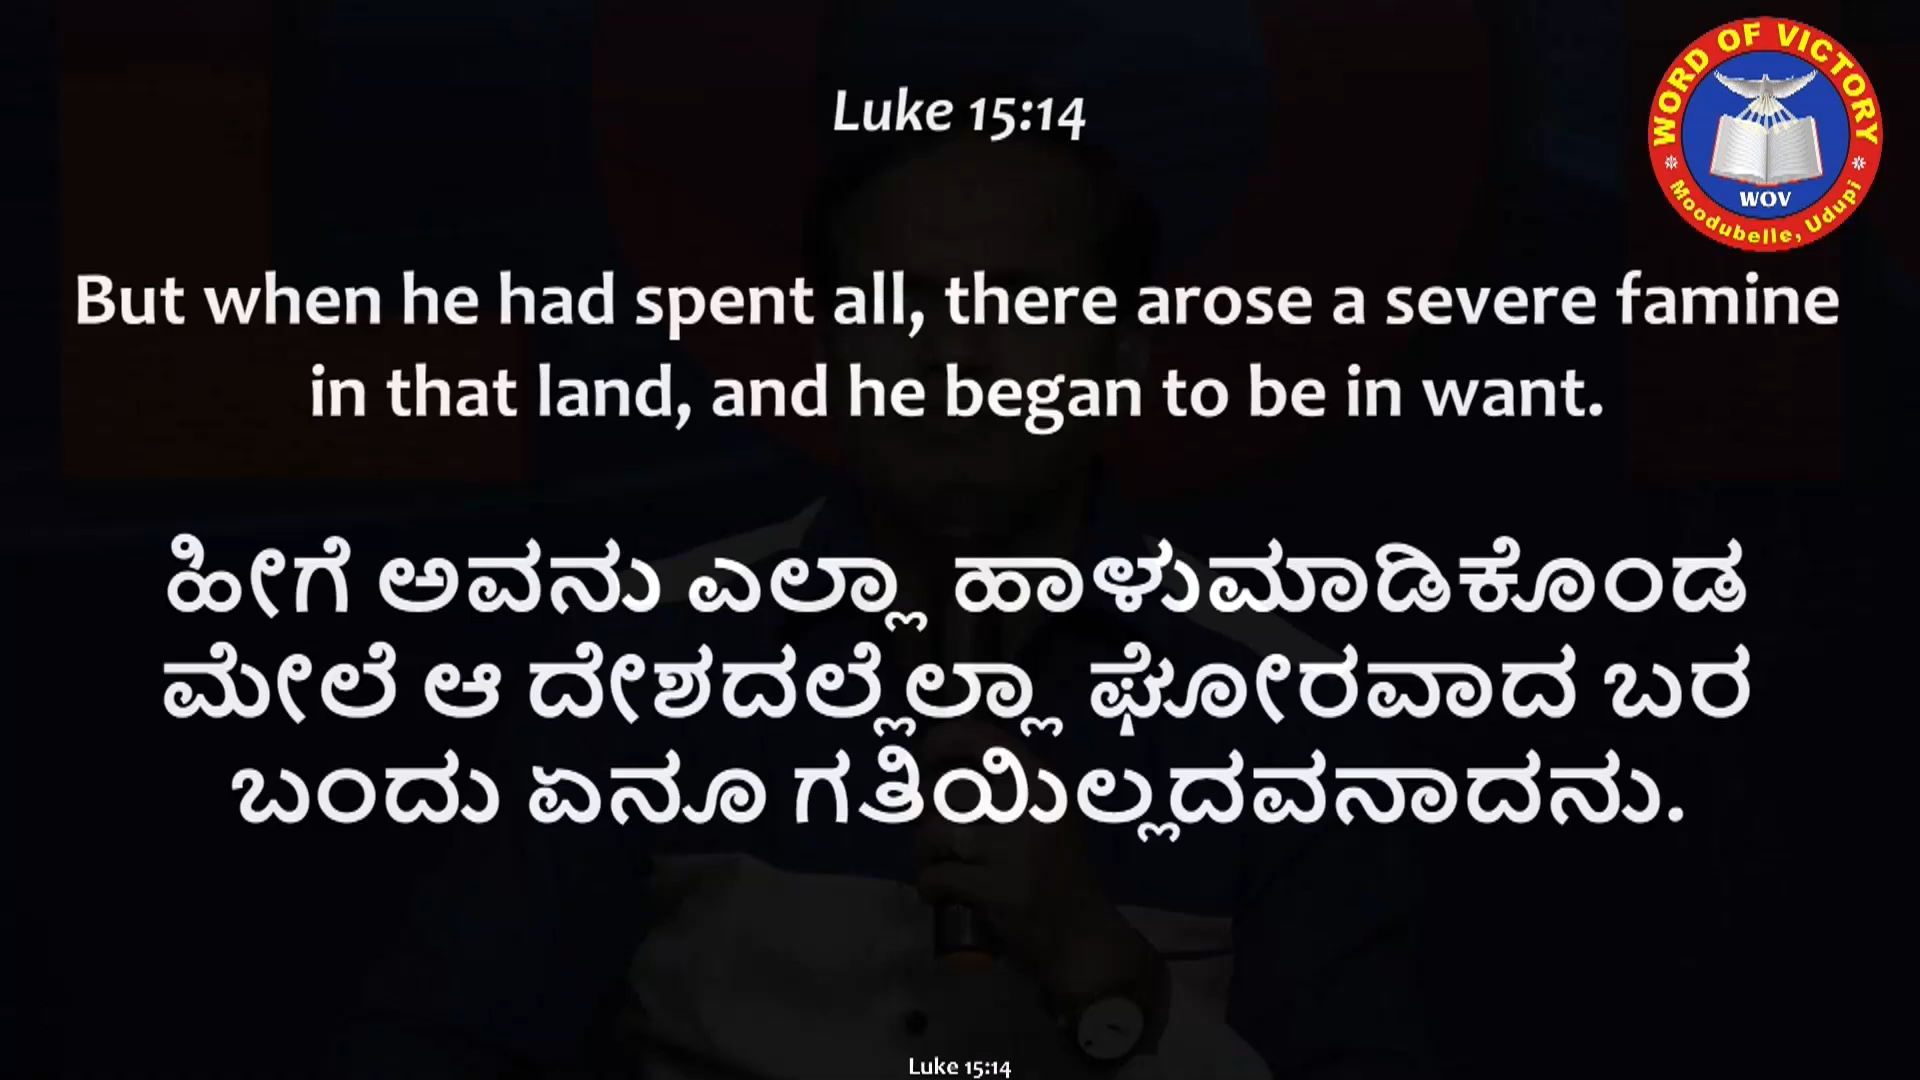 Luke 15:14
WORD OF VICTORY
WOV
Moodubelle, Udupi
But when he had spent all, there arose a severe famine
in that land, and he began to be in want.
ಹೀಗೆ ಅವನು ಎಲ್ಲಾ ಹಾಳುಮಾಡಿಕೊಂಡ
ಮೇಲೆ ಆ ದೇಶದಲ್ಲೆಲ್ಲಾ ಘೋರವಾದ ಬರ
ಬಂದು ಏನೂ ಗತಿಯಿಲ್ಲದವನಾದನು.
Luke 15:14